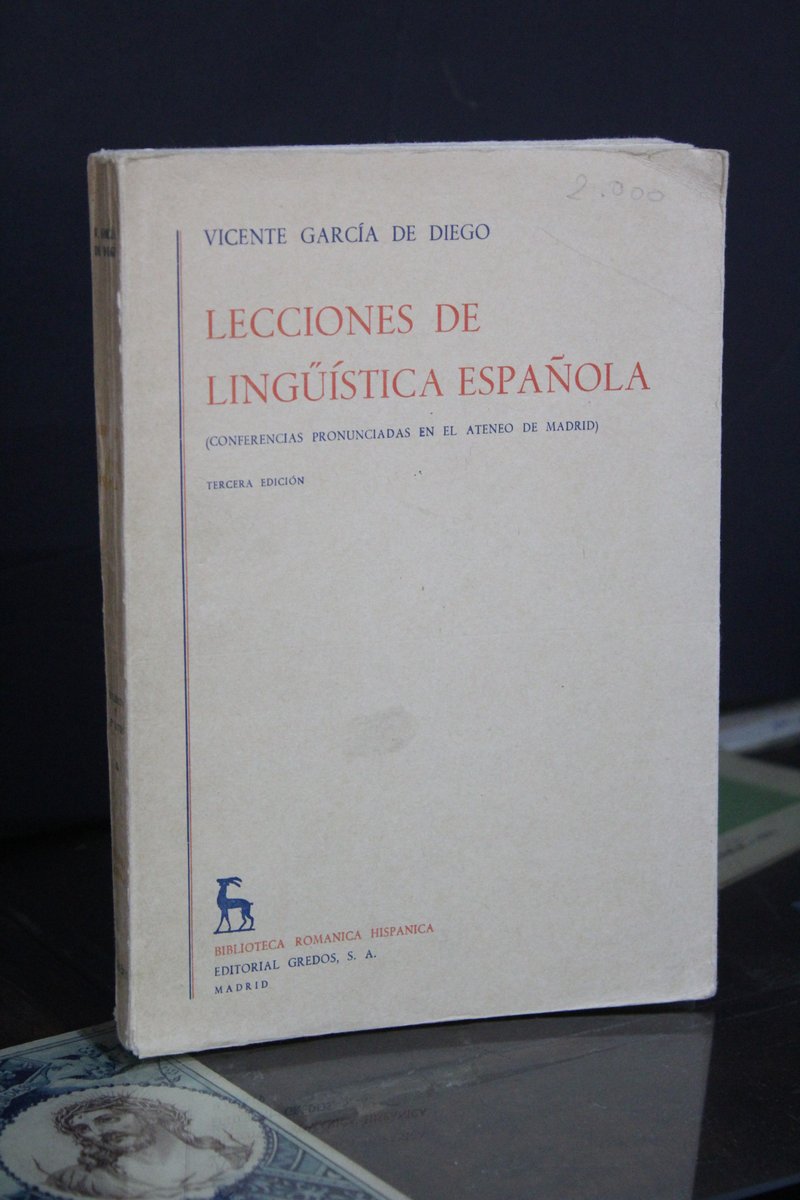 2.000
VICENTE GARCÍA DE DIEGO
LECCIONES DE
LINGŰÍSTICA ESPAÑOLA
(CONFERENCIAS PRONUNCIADAS EN EL ATENEO DE MADRID)
TERCERA EDICIÓN
BIBLIOTECA ROMANICA HISPANICA
EDITORIAL GREDOS, S. A.
MADRID